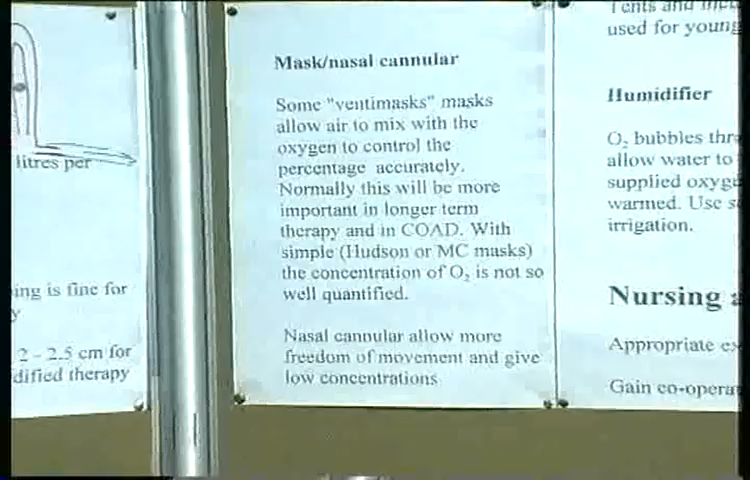 litres per
ing is fine for
y
2 - 2.5 cm for
dified therapy
Mask/nasal cannular
Some "ventimasks" masks
allow air to mix with the
oxygen to control the
percentage accurately.
Normally this will be more
important in longer term
therapy and in COAD. With
simple (Hudson or MC masks)
the concentration of O₂ is not so
well quantified.
Nasal cannular allow more
freedom of movement and give
low concentrations
Tents and
used for young
Humidifier
O₂ bubbles thr
allow water to
supplied oxyge
warmed. Use s
irrigation.
Nursing a
Appropriate ex
Gain co-opera